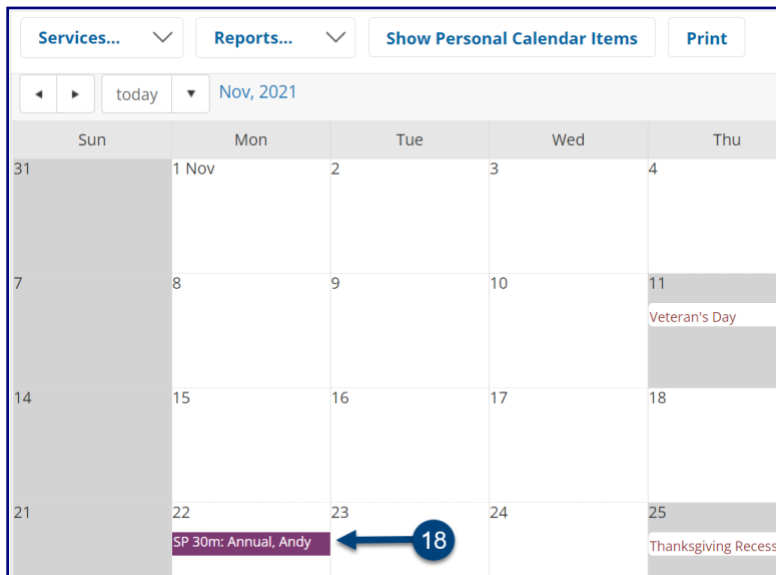 Services... Reports... Show Personal Calendar Items Print
today Nov, 2021
Sun Mon Tue Wed Thu
31 1 Nov 2 3 4
7 8 9 10 11
Veteran's Day
14 15 16 17 18
21 22 23 24 25
SP 30m: Annual, Andy 18
Thanksgiving Recess